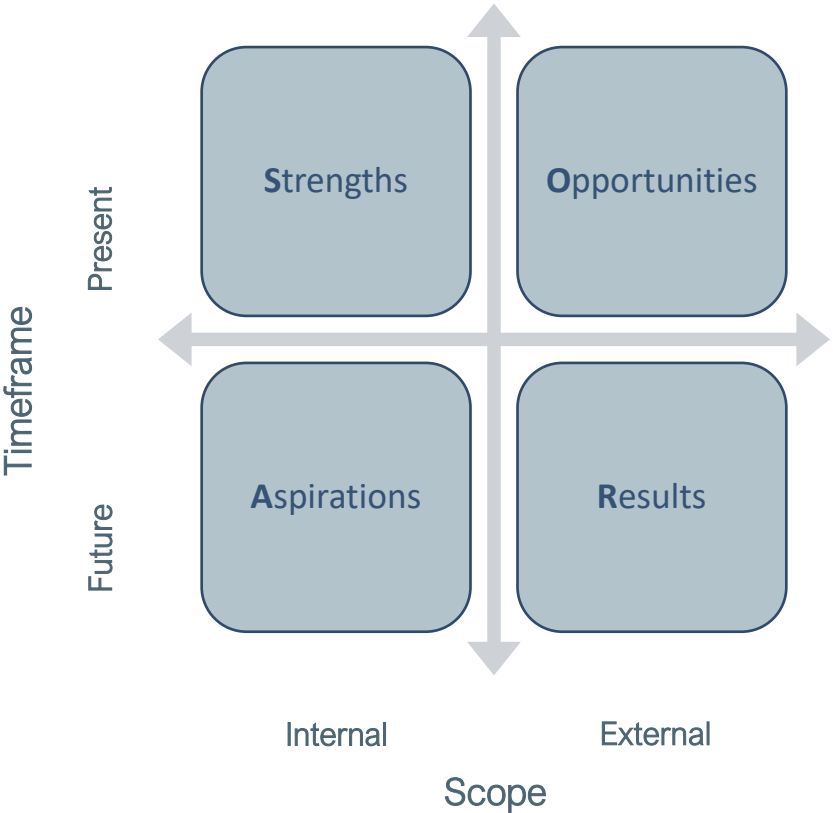 Strengths
Opportunities
Present
Timeframe
Aspirations
Results
Future
Internal
External
Scope